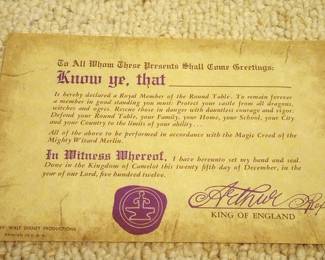 To All Whom These Presents Shall Come Greetings:
Know ye, that
Is hereby declared a Royal Member of the Round Table. To remain forever
a member in good standing you must: Protect your castle from all dragons,
witches and ogres. Rescue those in danger with dauntless courage and vigor:
Defend your Round Table, your Family, your Home, your School, your City
and your Country to the limits of your ability....
All of the above to be performed in accordance with the Magic Creed of the
Mighty Wizard Merlin.
In Witness Whereof, I have hereunto set my hand and seal.
Done in the Kingdom of Camelot this twenty fifth day of December, in the
year of our Lord, five hundred twelve.
Arthur
KING OF ENGLAND
WALT DISNEY PRODUCTIONS